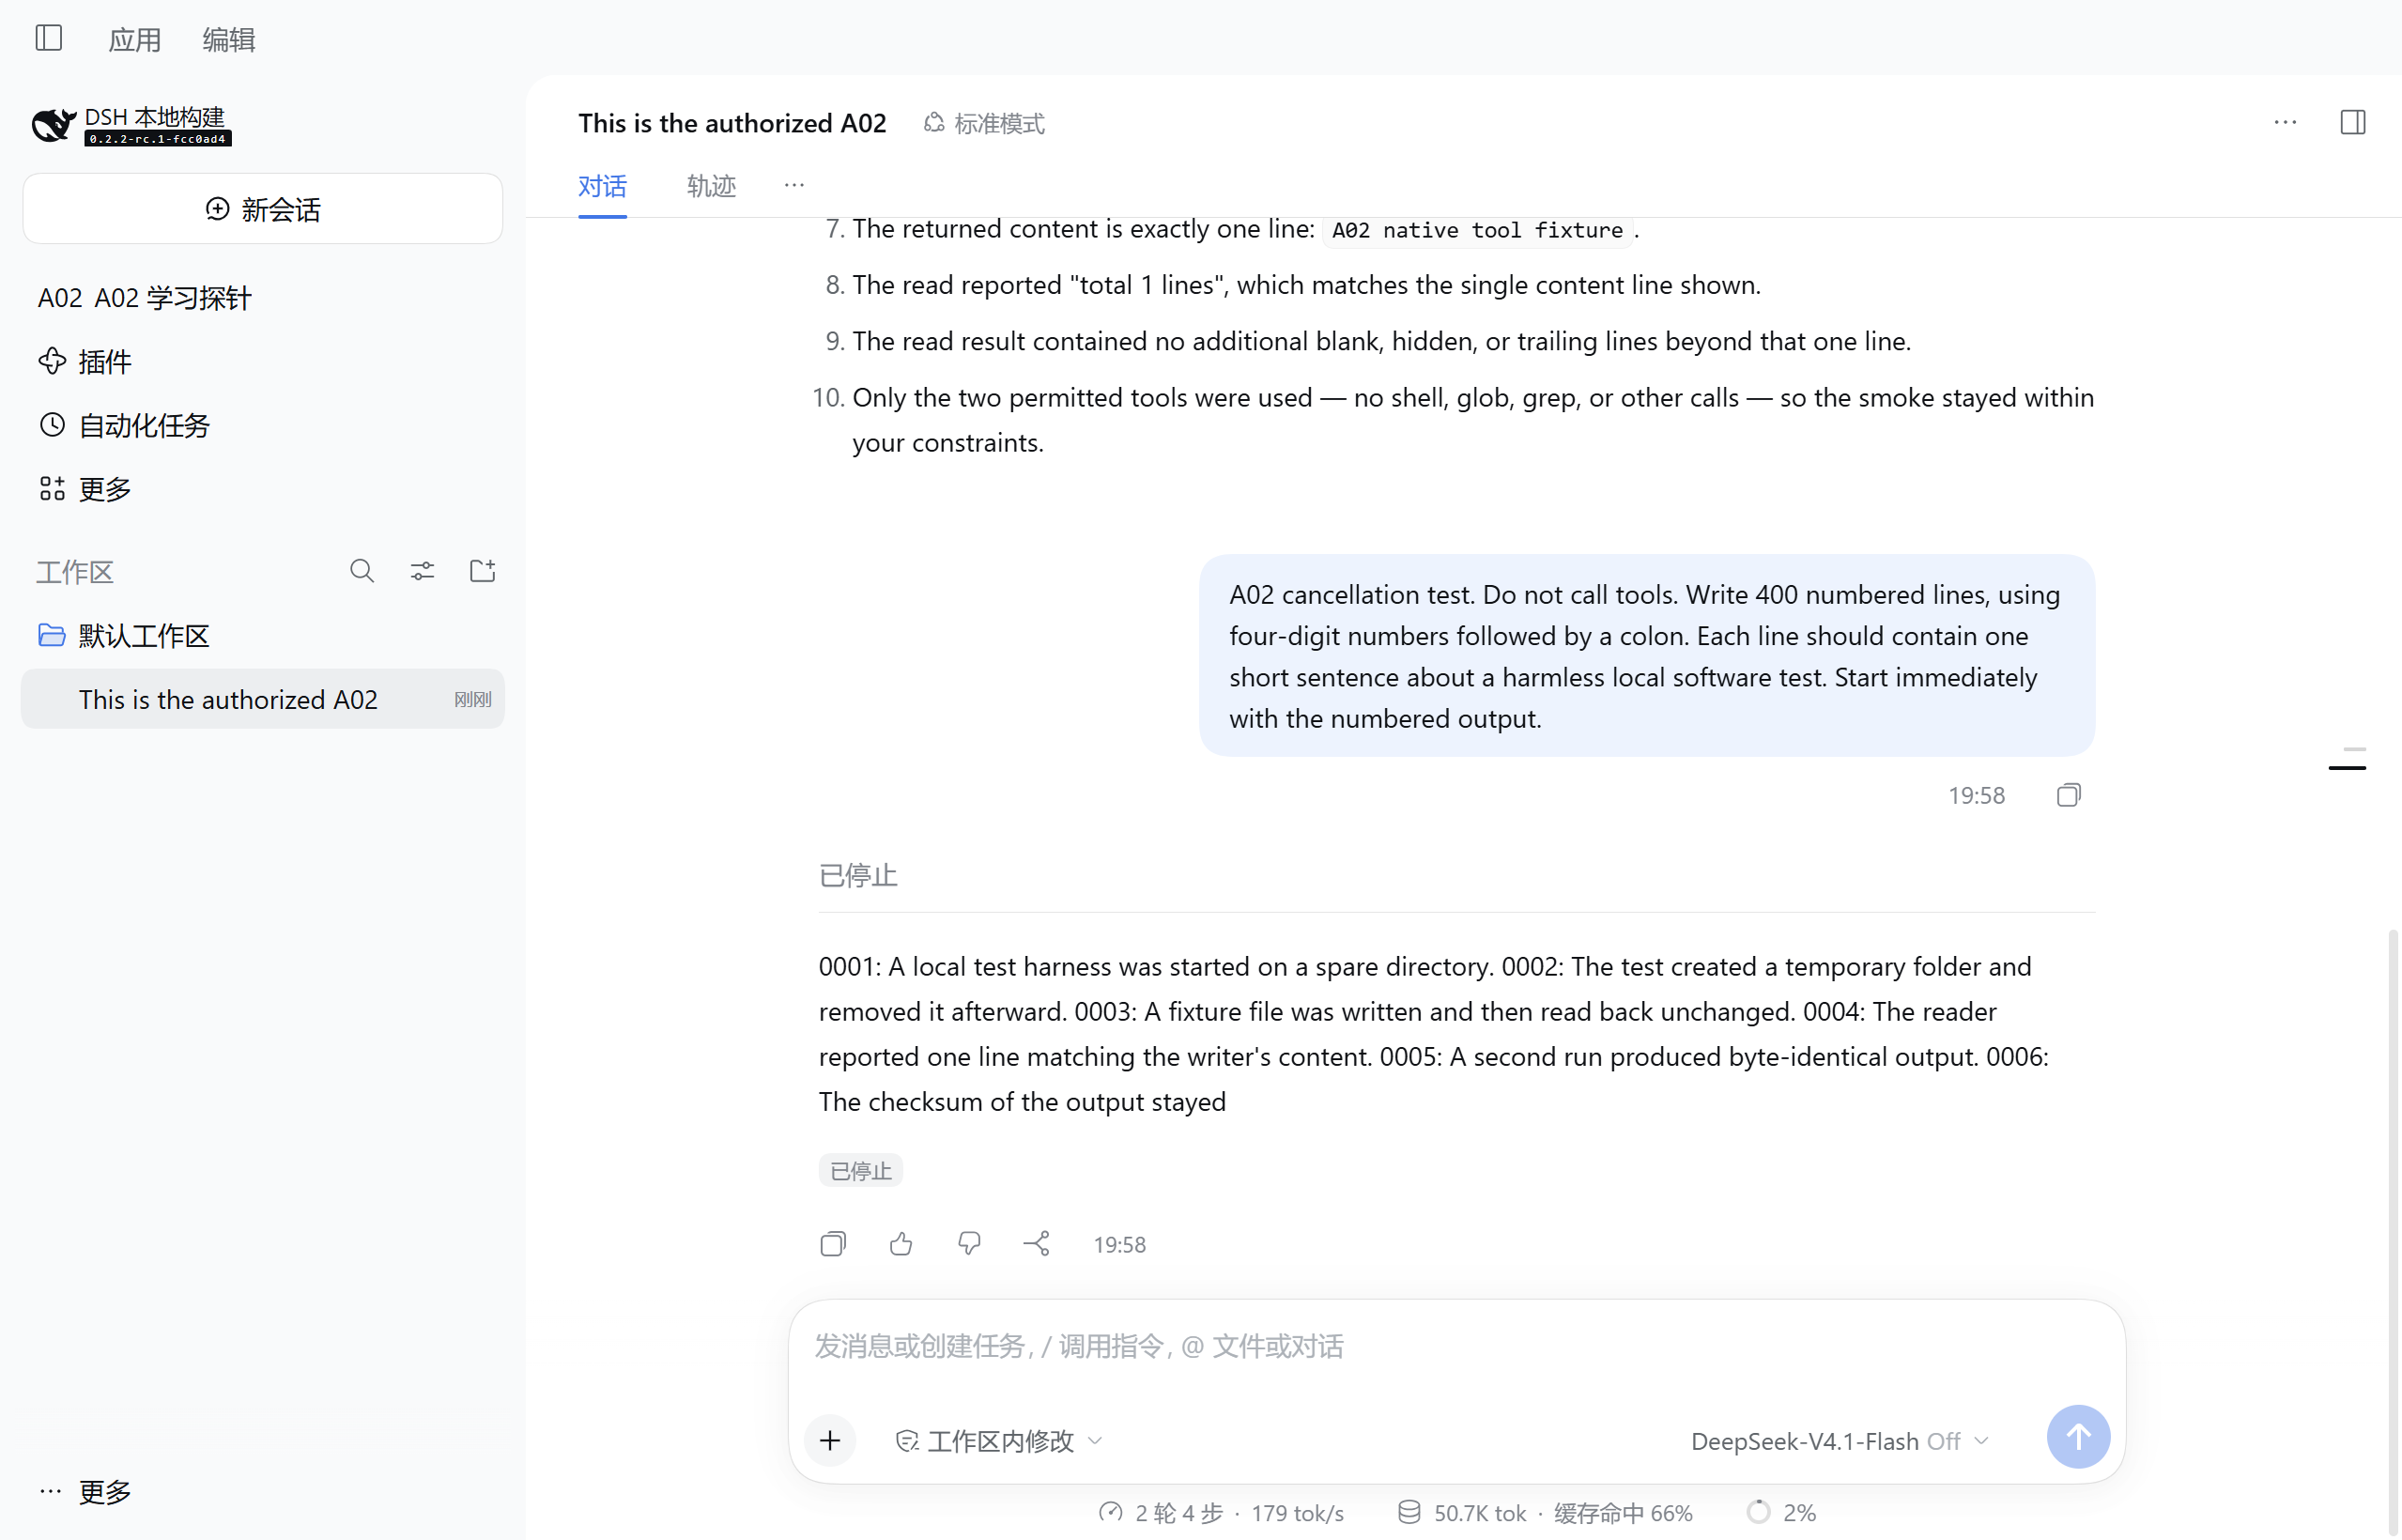 应用 编辑
DSH 本地构建
0.2.2-rc.1-fcc0ad4
新会话
A02 A02 学习探针
插件
自动化任务
更多
工作区
默认工作区
This is the authorized A02 刚刚
更多
This is the authorized A02 标准模式
对话 轨迹 ···
7. The returned content is exactly one line: A02 native tool fixture.
8. The read reported "total 1 lines", which matches the single content line shown.
9. The read result contained no additional blank, hidden, or trailing lines beyond that one line.
10. Only the two permitted tools were used — no shell, glob, grep, or other calls — so the smoke stayed within
your constraints.
A02 cancellation test. Do not call tools. Write 400 numbered lines, using
four-digit numbers followed by a colon. Each line should contain one
short sentence about a harmless local software test. Start immediately
with the numbered output.
19:58
已停止
0001: A local test harness was started on a spare directory. 0002: The test created a temporary folder and
removed it afterward. 0003: A fixture file was written and then read back unchanged. 0004: The reader
reported one line matching the writer's content. 0005: A second run produced byte-identical output. 0006:
The checksum of the output stayed
已停止
19:58
发消息或创建任务, / 调用指令, @ 文件或对话
工作区内修改 DeepSeek-V4.1-Flash Off
2 轮 4 步 · 179 tok/s 50.7K tok · 缓存命中 66% 2%